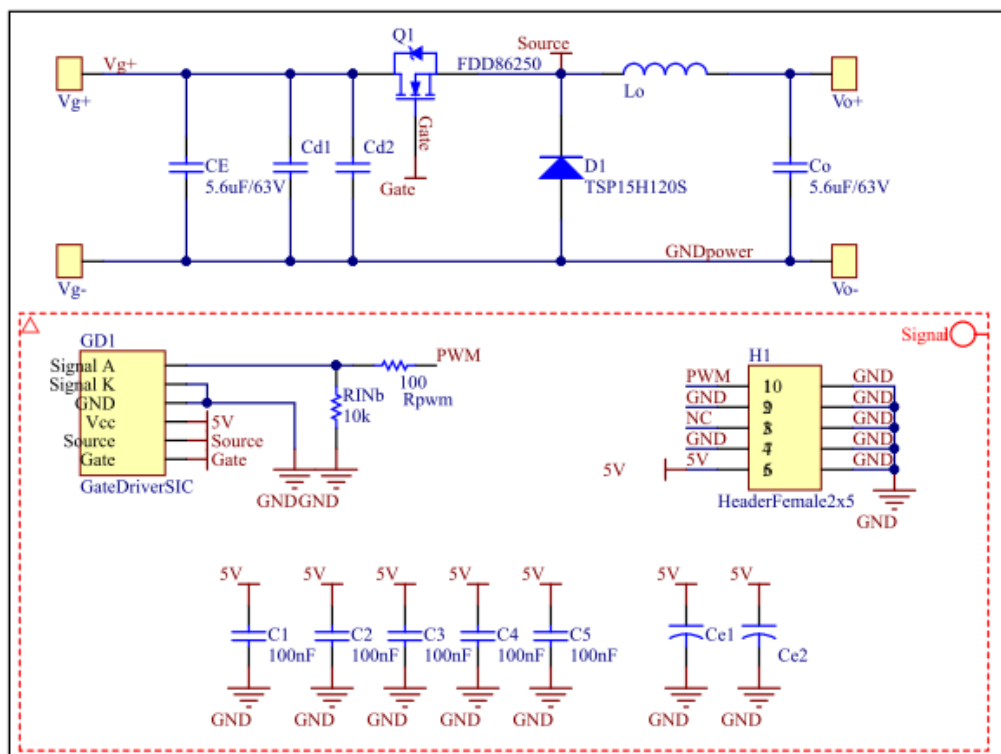 Q1
Source
Vg+
FDD86250
Vg+
Lo
Vo+
Gate
CE
5.6uF/63V
Cd1
Cd2
Gate
D1
TSP15H120S
Co
5.6uF/63V
GNDpower
Vg-
Vo-
Signal
GD1
Signal A
Signal K
GND
Vcc
Source
Gate
5V
Source
Gate
GateDriverSIC
PWM
100
Rpwm
RINb
10k
GND
GND
H1
PWM
10
GND
GND
GND
NC
GND
GND
GND
5V
5V
GND
HeaderFemale2x5
GND
5V
5V
5V
5V
5V
5V
5V
C1
100nF
C2
100nF
C3
100nF
C4
100nF
C5
100nF
Ce1
Ce2
GND
GND
GND
GND
GND
GND
GND